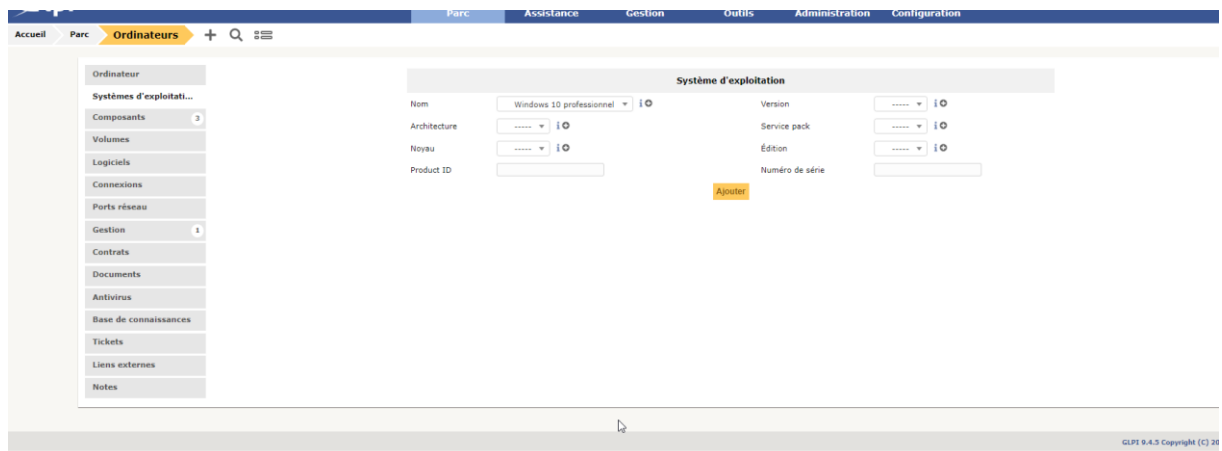 Parc Assistance Gestion Outils Administration Configuration
Accueil Parc Ordinateurs
Ordinateur
Systèmes d'exploitati...
Composants 3
Volumes
Logiciels
Connexions
Ports réseau
Gestion 1
Contrats
Documents
Antivirus
Base de connaissances
Tickets
Liens externes
Notes
Système d'exploitation
Nom Windows 10 professionnel Version -----
Architecture ----- Service pack -----
Noyau ----- Édition -----
Product ID Numéro de série
Ajouter
GLPI 9.4.5 Copyright (C) 20